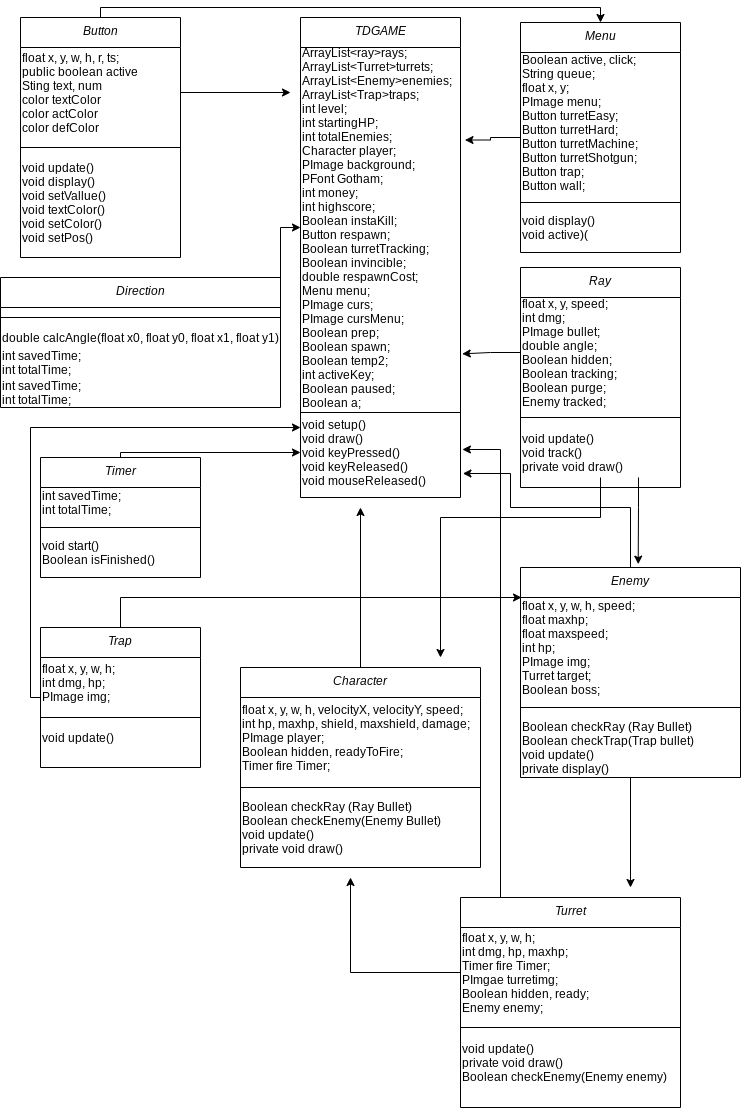 Button
float x, y, w, h, r, ts;
public boolean active
Sting text, num
color textColor
color actColor
color defColor
void update()
void display()
void setVallue()
void textColor()
void setColor()
void setPos()
TDGAME
ArrayList<ray>rays;
ArrayList<Turret>turrets;
ArrayList<Enemy>enemies;
ArrayList<Trap>traps;
int level;
int startingHP;
int totalEnemies;
Character player;
PImage background;
PFont Gotham;
int money;
int highscore;
Boolean instaKill;
Button respawn;
Boolean turretTracking;
Boolean invincible;
double respawnCost;
Menu menu;
PImage curs;
PImage cursMenu;
Boolean prep;
Boolean spawn;
Boolean temp2;
int activeKey;
Boolean paused;
Boolean a;
void setup()
void draw()
void keyPressed()
void keyReleased()
void mouseReleased()
Menu
Boolean active, click;
String queue;
float x, y;
PImage menu;
Button turretEasy;
Button turretHard;
Button turretMachine;
Button turretShotgun;
Button trap;
Button wall;
void display()
void active)(
Direction
double calcAngle(float x0, float y0, float x1, float y1)
int savedTime;
int totalTime;
int savedTime;
int totalTime;
Ray
float x, y, speed;
int dmg;
PImage bullet;
double angle;
Boolean hidden;
Boolean tracking;
Boolean purge;
Enemy tracked;
void update()
void track()
private void draw()
Timer
int savedTime;
int totalTime;
void start()
Boolean isFinished()
Trap
float x, y, w, h;
int dmg, hp;
PImage img;
void update()
Character
float x, y, w, h, velocityX, velocityY, speed;
int hp, maxhp, shield, maxshield, damage;
PImage player;
Boolean hidden, readyToFire;
Timer fire Timer;
Boolean checkRay (Ray Bullet)
Boolean checkEnemy(Enemy Bullet)
void update()
private void draw()
Enemy
float x, y, w, h, speed;
float maxhp;
float maxspeed;
int hp;
PImage img;
Turret target;
Boolean boss;
Boolean checkRay (Ray Bullet)
Boolean checkTrap(Trap bullet)
void update()
private display()
Turret
float x, y, w, h;
int dmg, hp, maxhp;
Timer fire Timer;
PImgae turretimg;
Boolean hidden, ready;
Enemy enemy;
void update()
private void draw()
Boolean checkEnemy(Enemy enemy)